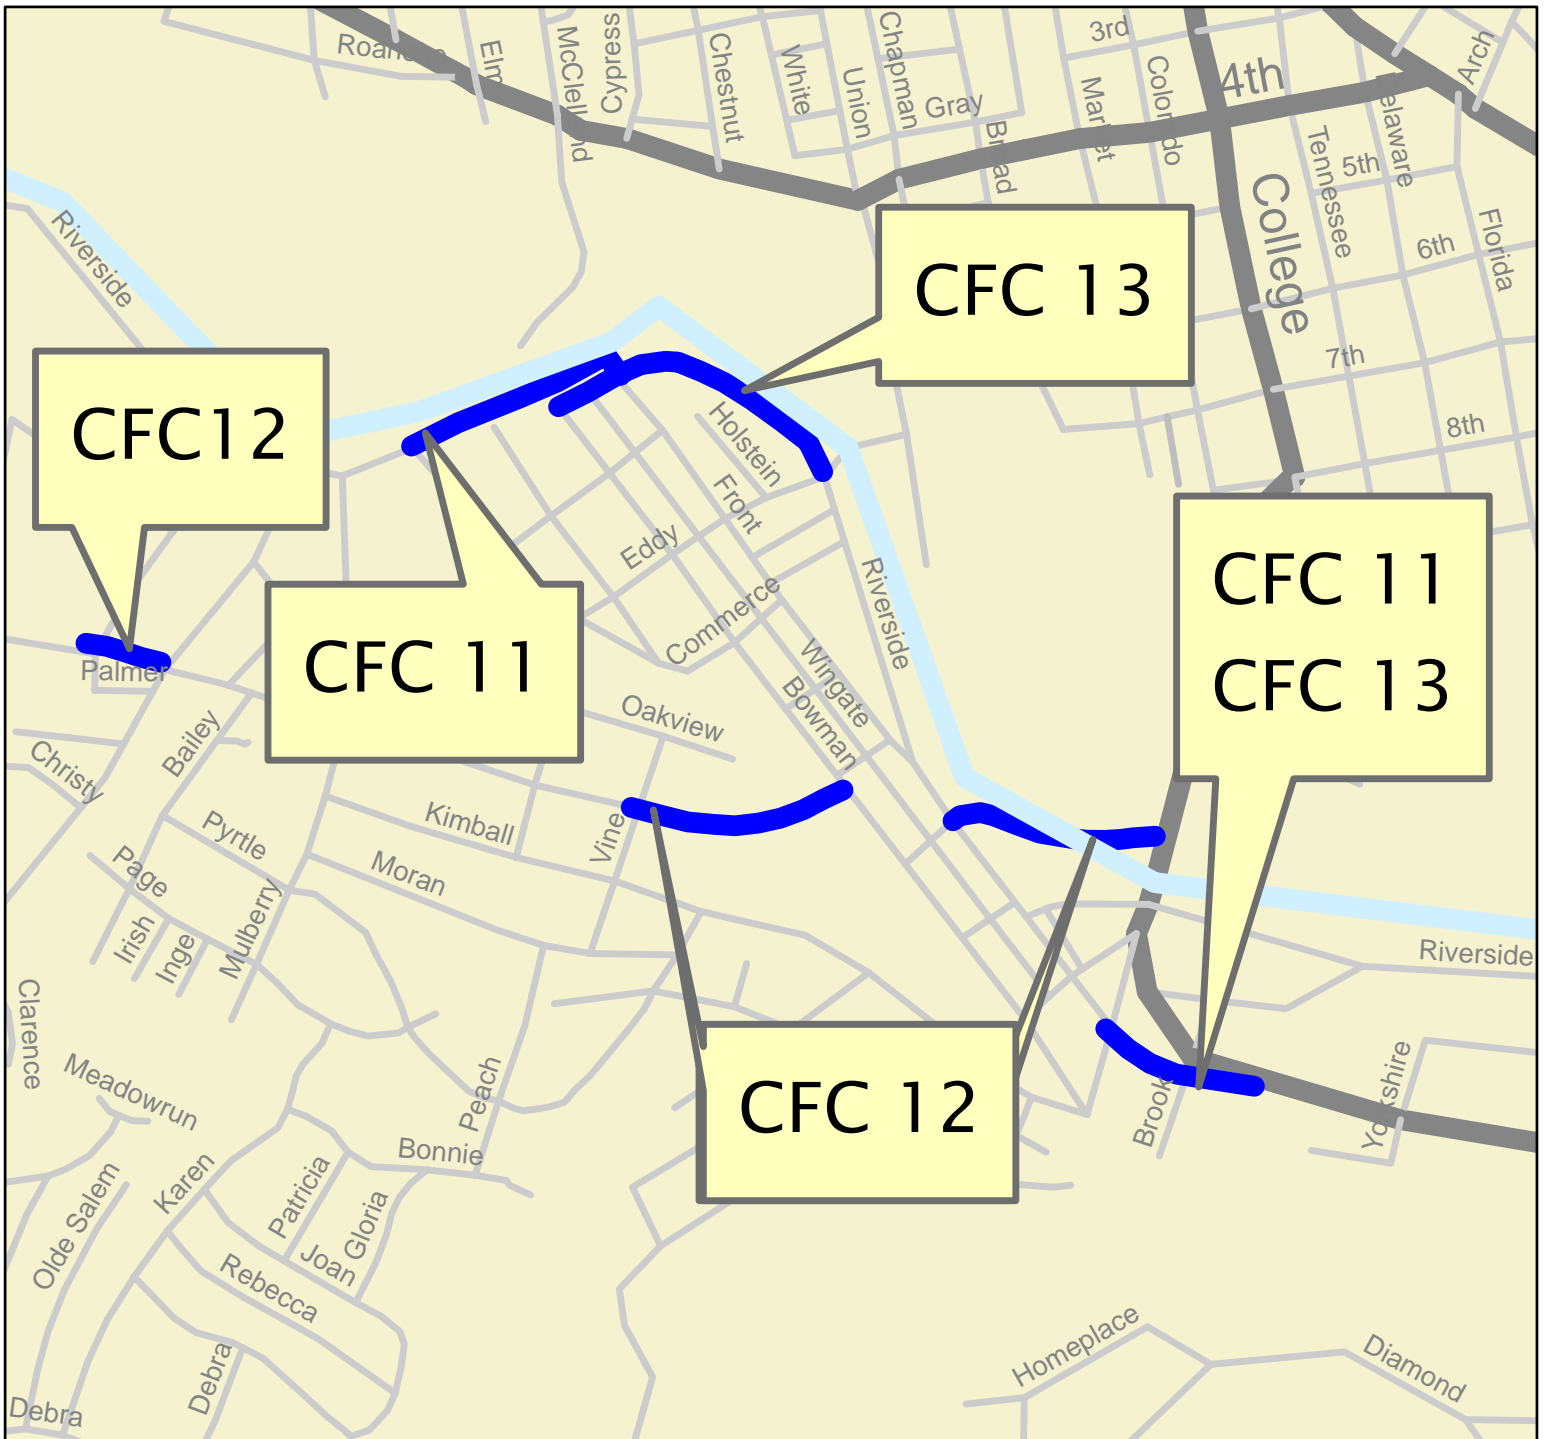 Roanoke
Elm
McClelland
Cypress
Chestnut
White
Union
Chapman
Gray
Broad
3rd
Market
Colorado
4th
Arch
Delaware
Tennessee
5th
College
6th
Florida
7th
8th
Riverside
CFC 13
CFC12
Holstein
Front
Eddy
Commerce
Riverside
CFC 11
CFC 11
CFC 13
Palmer
Christy
Bailey
Wingate
Bowman
Oakview
Kimball
Vine
Pyrtle
Moran
Page
Irish
Inge
Mulberry
Riverside
Clarence
Meadowrun
Peach
CFC 12
Brook
Yorkshire
Bonnie
Karen
Olde Salem
Patricia
Gloria
Joan
Rebecca
Debra
Debra
Homeplace
Diamond